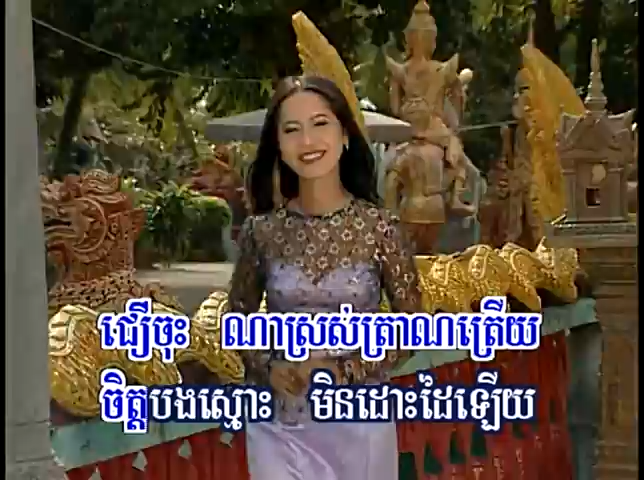 ជឿចុះ ណាស្រស់ត្រាណត្រើយ
ចិត្តបងស្មោះ មិនដោះដៃឡើយ